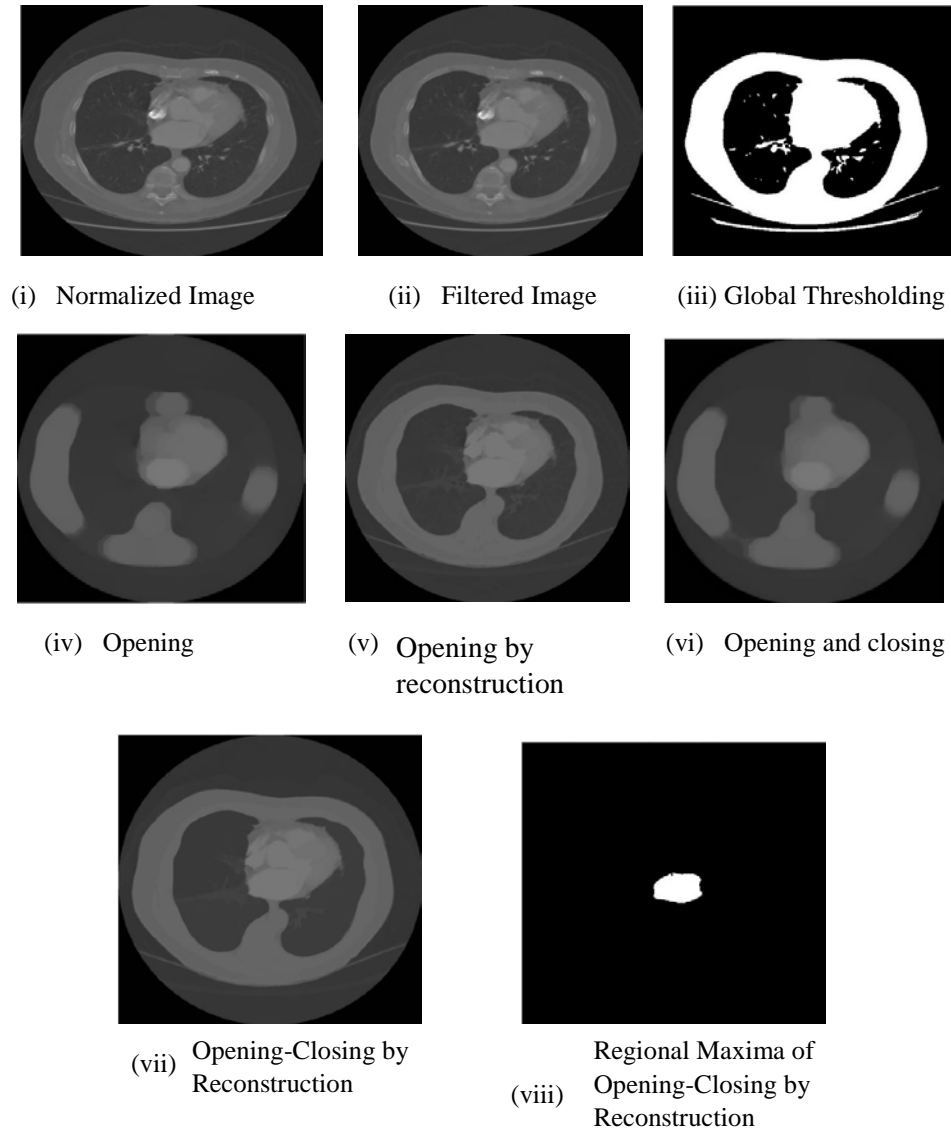 (i) Normalized Image
(ii) Filtered Image
(iii) Global Thresholding
(iv) Opening
(v) Opening by
reconstruction
(vi) Opening and closing
(vii) Opening-Closing by
Reconstruction
(viii) Regional Maxima of
Opening-Closing by
Reconstruction